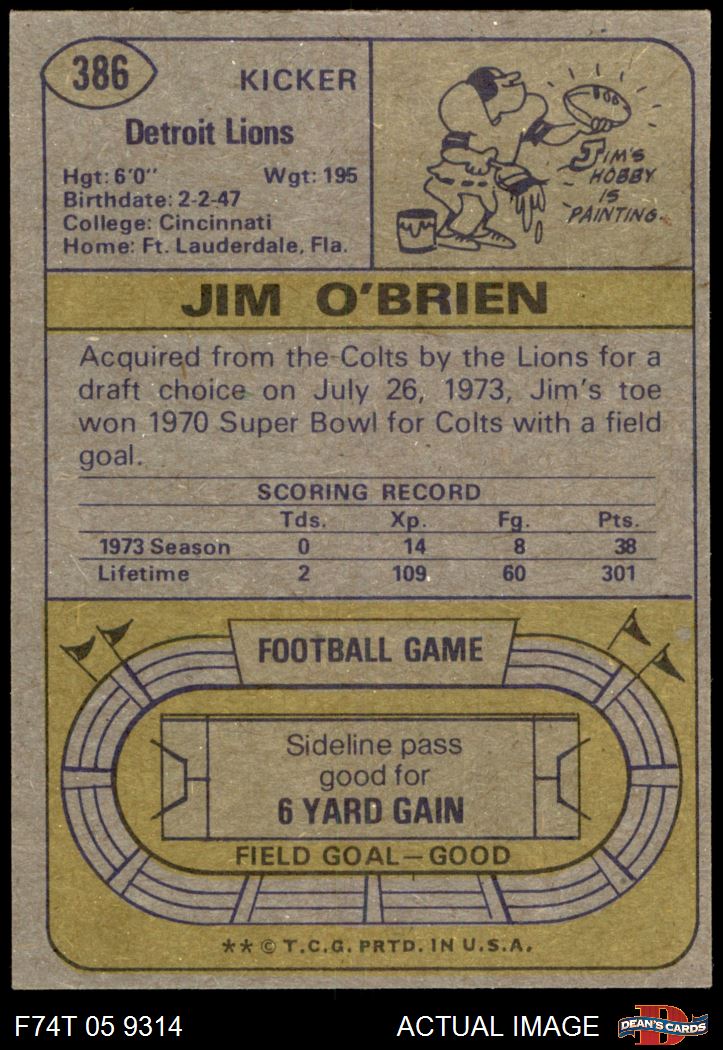 386
KICKER
Detroit Lions
Hgt: 6'0" Wgt: 195
Birthdate: 2-2-47
College: Cincinnati
Home: Ft. Lauderdale, Fla.
JIM'S
HOBBY
IS
PAINTING.
JIM O'BRIEN
Acquired from the Colts by the Lions for a
draft choice on July 26, 1973, Jim's toe
won 1970 Super Bowl for Colts with a field
goal.
SCORING RECORD
Tds. Xp. Fg. Pts.
1973 Season 0 14 8 38
Lifetime 2 109 60 301
FOOTBALL GAME
Sideline pass
good for
6 YARD GAIN
FIELD GOAL—GOOD
** © T.C.G. PRTD. IN U.S.A.
F74T 05 9314 ACTUAL IMAGE
D
DEAN'S CARDS